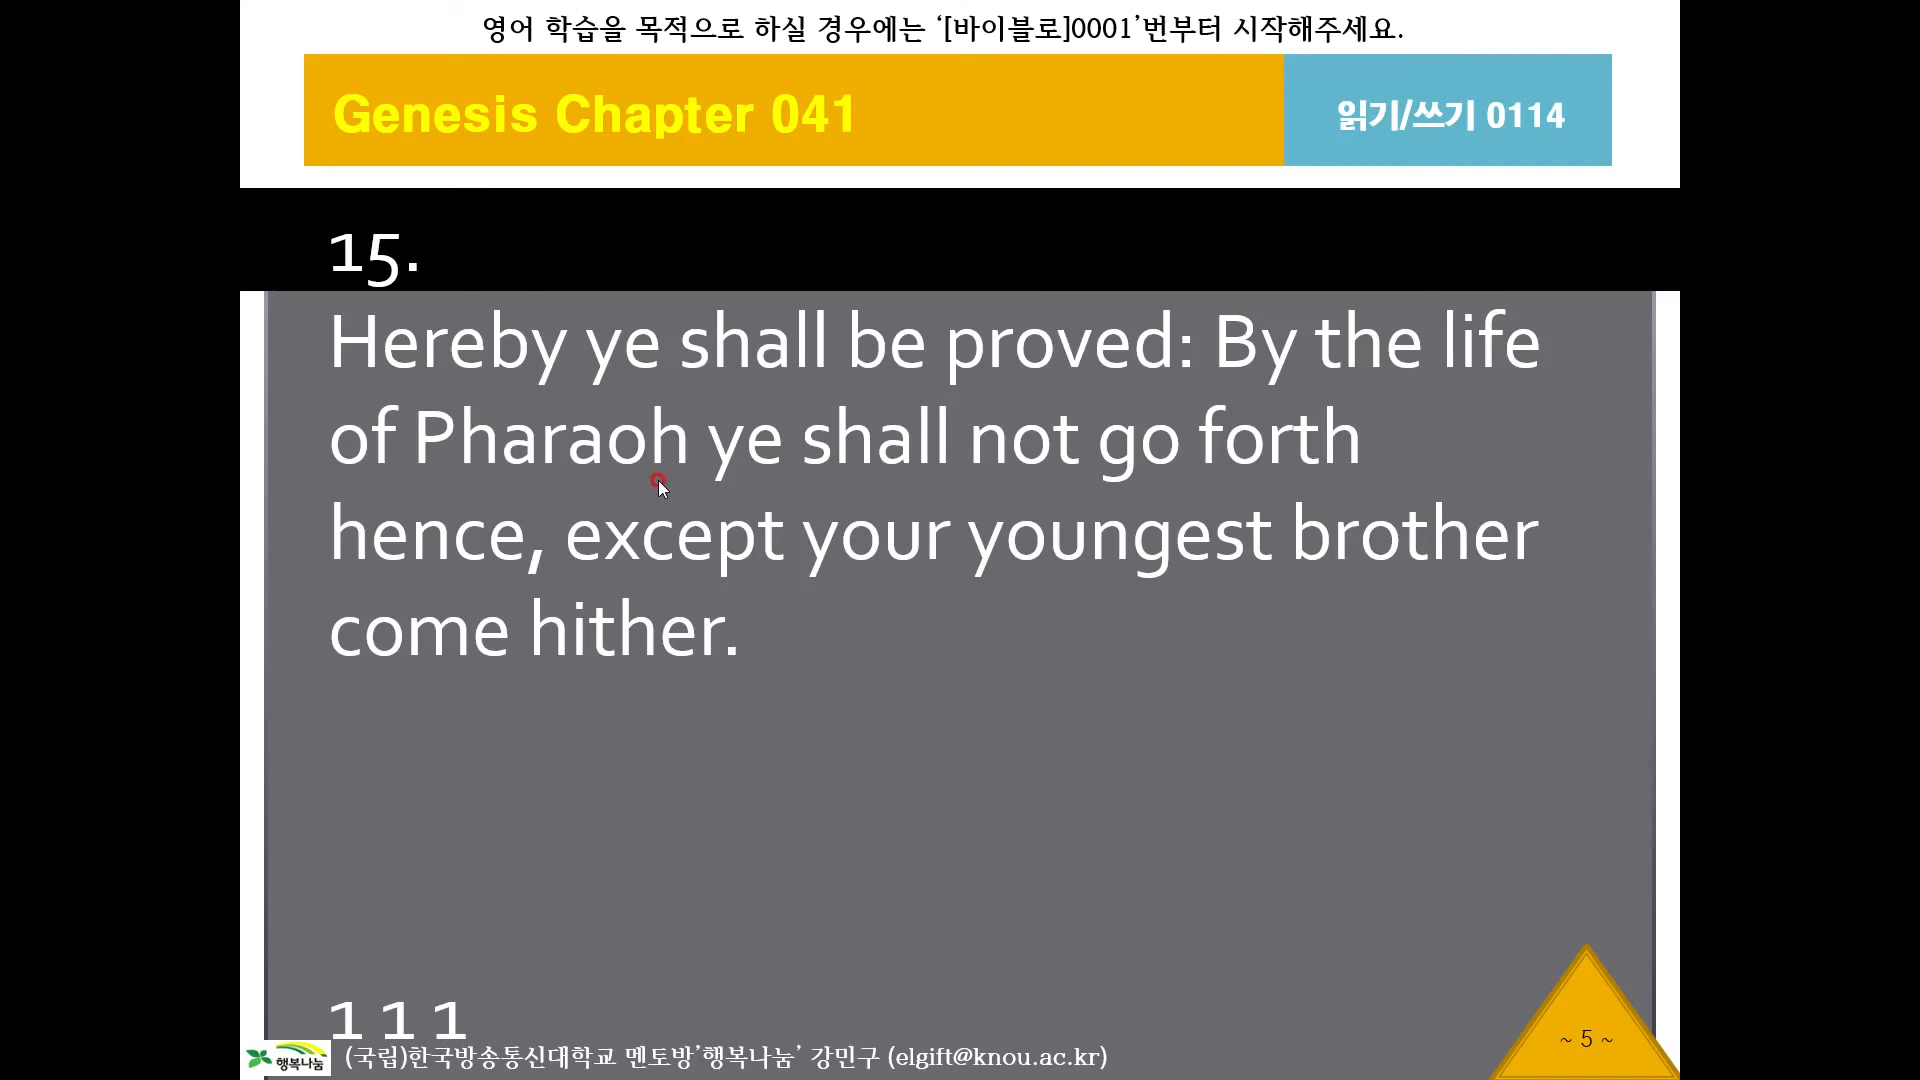 영어 학습을 목적으로 하실 경우에는 ‘[바이블로]0001’번부터 시작해주세요.
Genesis Chapter 041
읽기/쓰기 0114
15.
Hereby ye shall be proved: By the life
of Pharaoh ye shall not go forth
hence, except your youngest brother
come hither.
1 1 1
~ 5 ~
행복나눔
(국립)한국방송통신대학교 멘토방’행복나눔’ 강민구 (elgift@knou.ac.kr)